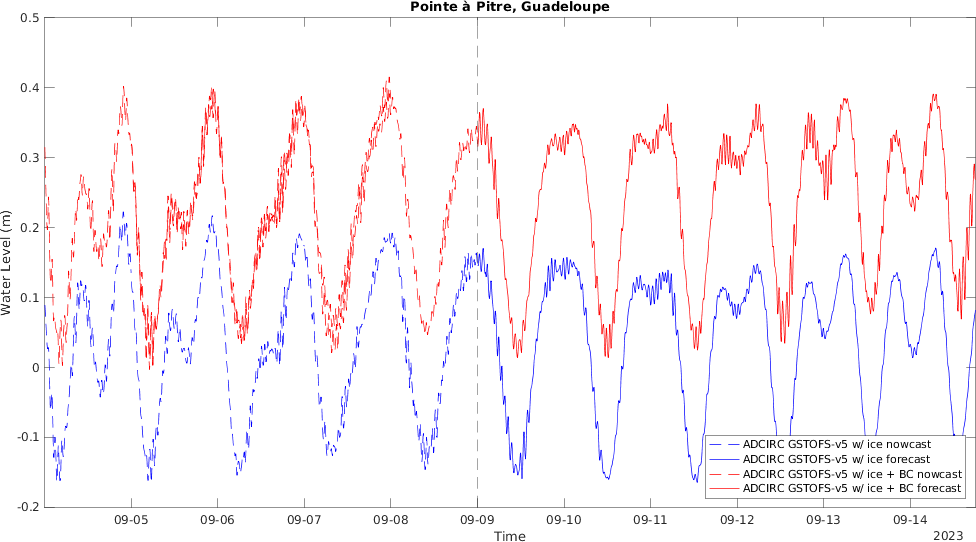 Pointe à Pitre, Guadeloupe
0.5
0.4
0.3
0.2
0.1
0
-0.1
-0.2
Water Level (m)
09-05 09-06 09-07 09-08 09-09 09-10 09-11 09-12 09-13 09-14
Time
2023
ADCIRC GSTOFS-v5 w/ ice nowcast
ADCIRC GSTOFS-v5 w/ ice forecast
ADCIRC GSTOFS-v5 w/ ice + BC nowcast
ADCIRC GSTOFS-v5 w/ ice + BC forecast